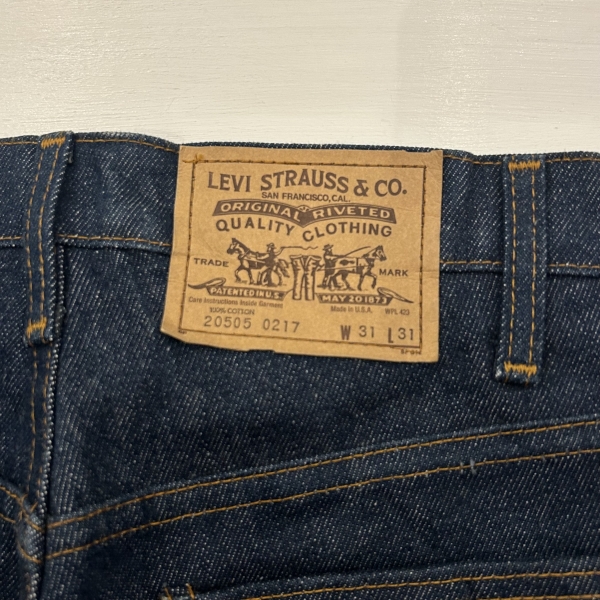 LEVI STRAUSS & CO.
SAN FRANCISCO, CAL.
ORIGINAL RIVETED
QUALITY CLOTHING
TRADE MARK
PATENTED IN U.S. MAY 20 1873
Care Instructions Inside Garment Made in U.S.A. WPL 423
100% COTTON
20505 0217 W 31 L 31